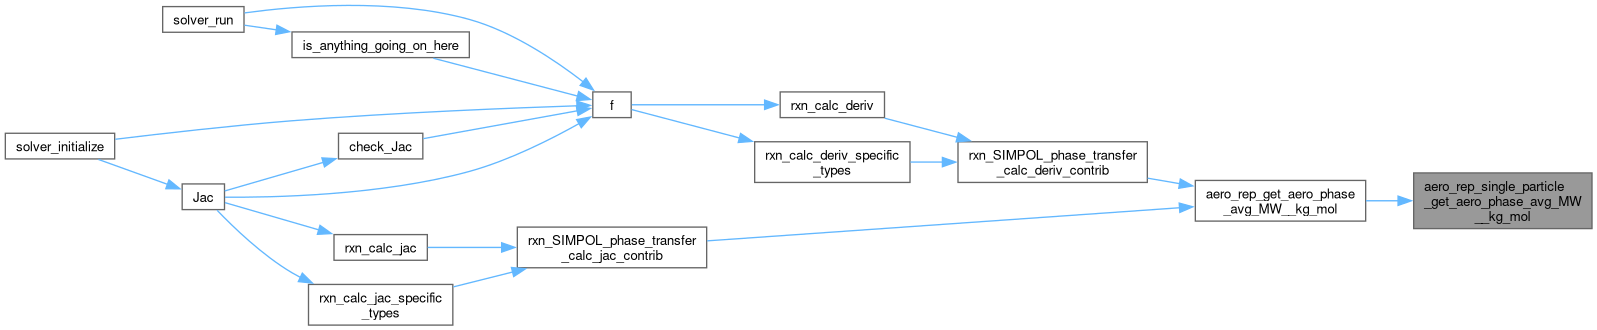 solver_run
is_anything_going_on_here
f
rxn_calc_deriv
solver_initialize
check_Jac
rxn_calc_deriv_specific
_types
rxn_SIMPOL_phase_transfer
_calc_deriv_contrib
Jac
aero_rep_get_aero_phase
_avg_MW__kg_mol
aero_rep_single_particle
_get_aero_phase_avg_MW
__kg_mol
rxn_calc_jac
rxn_SIMPOL_phase_transfer
_calc_jac_contrib
rxn_calc_jac_specific
_types